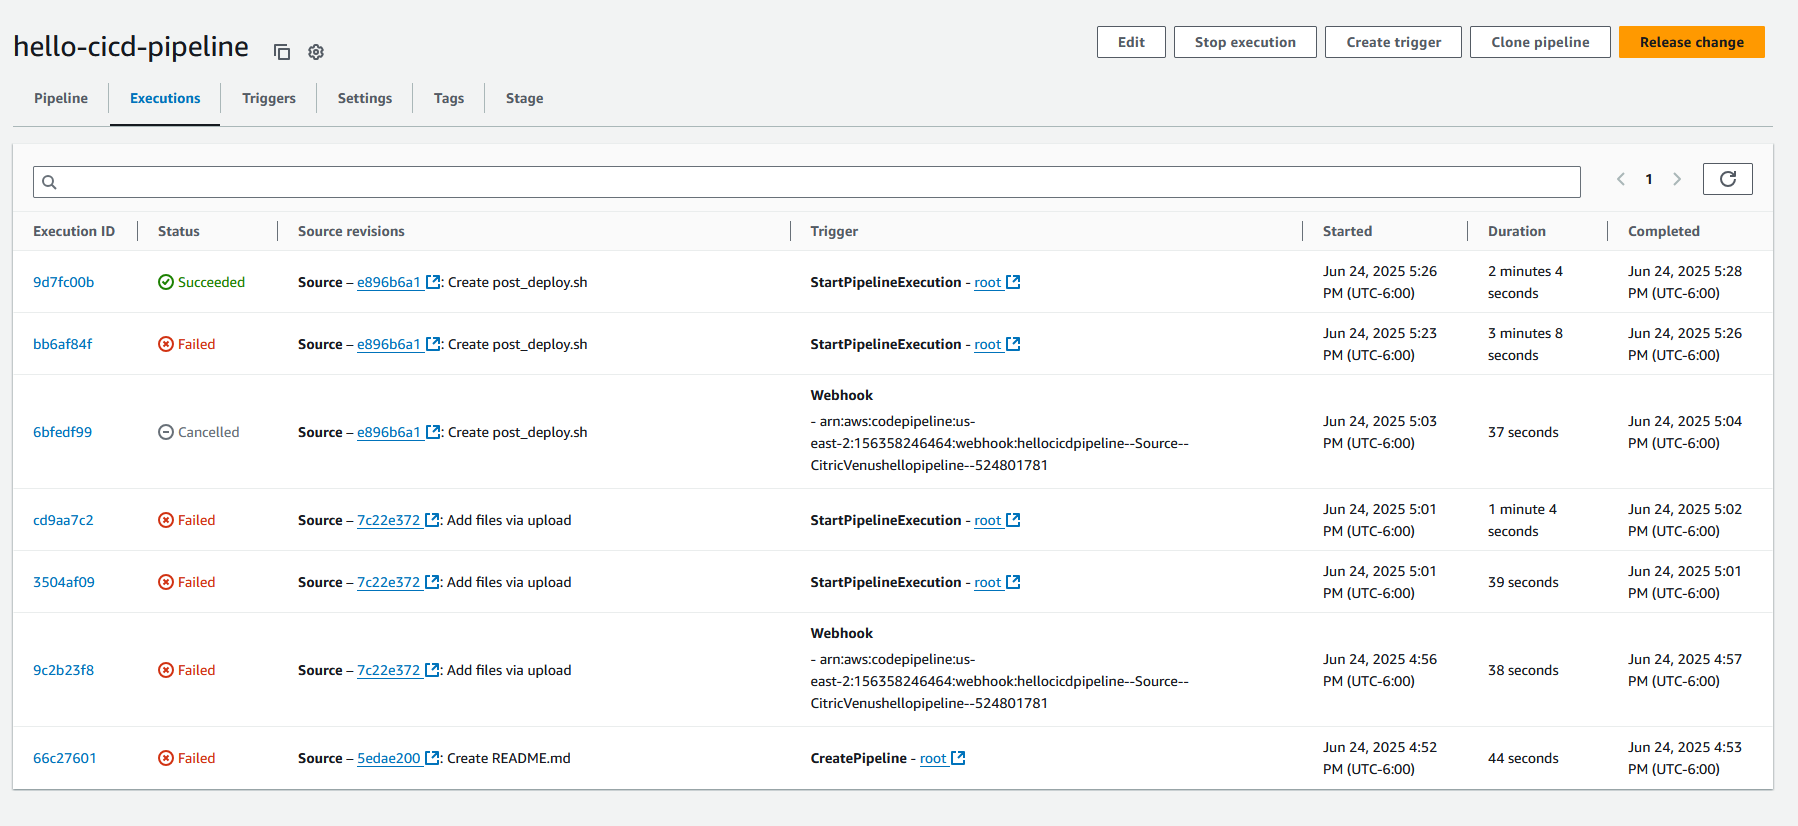 hello-cicd-pipeline
Edit
Stop execution
Create trigger
Clone pipeline
Release change
Pipeline
Executions
Triggers
Settings
Tags
Stage
1
Execution ID
Status
Source revisions
Trigger
Started
Duration
Completed
9d7fc00b
Succeeded
Source – e896b6a1 : Create post_deploy.sh
StartPipelineExecution - root
Jun 24, 2025 5:26
PM (UTC-6:00)
2 minutes 4
seconds
Jun 24, 2025 5:28
PM (UTC-6:00)
bb6af84f
Failed
Source – e896b6a1 : Create post_deploy.sh
StartPipelineExecution - root
Jun 24, 2025 5:23
PM (UTC-6:00)
3 minutes 8
seconds
Jun 24, 2025 5:26
PM (UTC-6:00)
6bfedf99
Cancelled
Source – e896b6a1 : Create post_deploy.sh
Webhook
- arn:aws:codepipeline:us-
east-2:156358246464:webhook:hellocicdpipeline--Source--
CitricVenushellopipeline--524801781
Jun 24, 2025 5:03
PM (UTC-6:00)
37 seconds
Jun 24, 2025 5:04
PM (UTC-6:00)
cd9aa7c2
Failed
Source – 7c22e372 : Add files via upload
StartPipelineExecution - root
Jun 24, 2025 5:01
PM (UTC-6:00)
1 minute 4
seconds
Jun 24, 2025 5:02
PM (UTC-6:00)
3504af09
Failed
Source – 7c22e372 : Add files via upload
StartPipelineExecution - root
Jun 24, 2025 5:01
PM (UTC-6:00)
39 seconds
Jun 24, 2025 5:01
PM (UTC-6:00)
9c2b23f8
Failed
Source – 7c22e372 : Add files via upload
Webhook
- arn:aws:codepipeline:us-
east-2:156358246464:webhook:hellocicdpipeline--Source--
CitricVenushellopipeline--524801781
Jun 24, 2025 4:56
PM (UTC-6:00)
38 seconds
Jun 24, 2025 4:57
PM (UTC-6:00)
66c27601
Failed
Source – 5edae200 : Create README.md
CreatePipeline - root
Jun 24, 2025 4:52
PM (UTC-6:00)
44 seconds
Jun 24, 2025 4:53
PM (UTC-6:00)